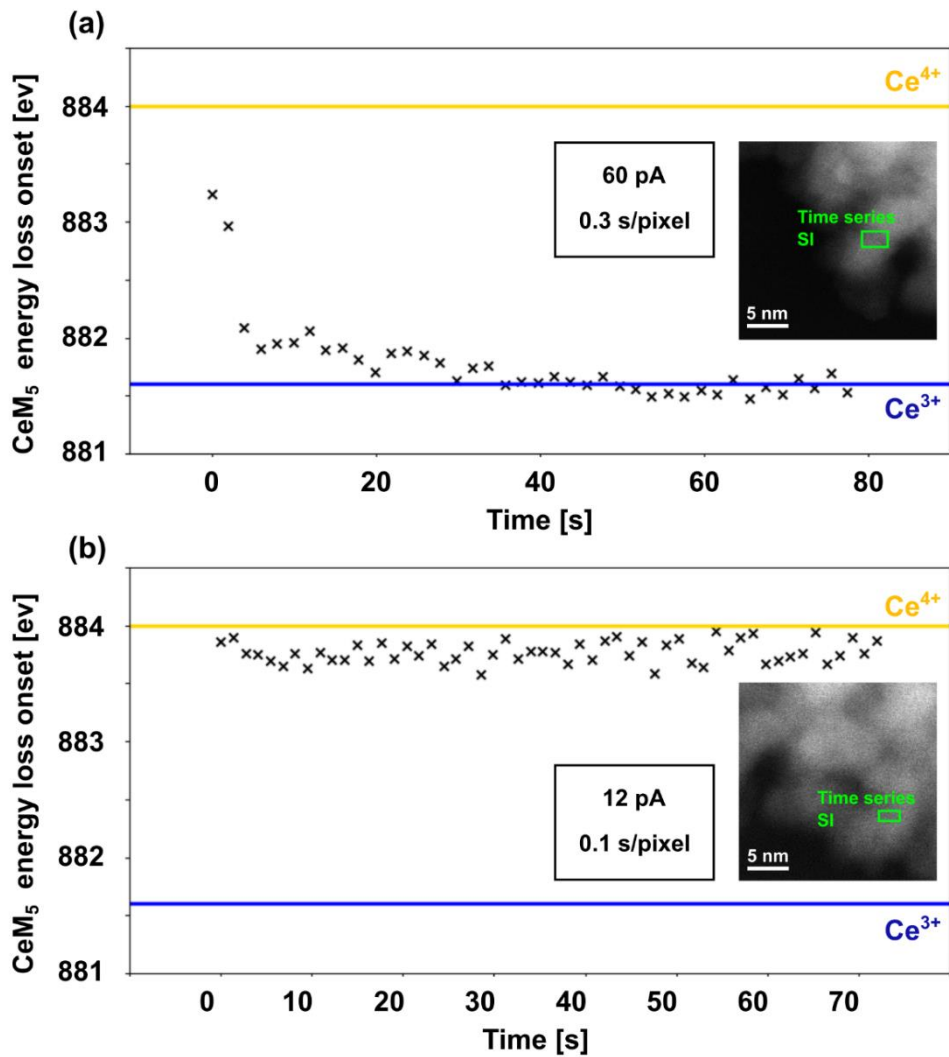 (a)
CeM₅ energy loss onset [ev]
884
883
882
881
Ce⁴⁺
60 pA
0.3 s/pixel
Time series
SI
5 nm
Ce³⁺
0
20
40
60
80
Time [s]
(b)
CeM₅ energy loss onset [ev]
884
883
882
881
Ce⁴⁺
12 pA
0.1 s/pixel
Time series
SI
5 nm
Ce³⁺
0
10
20
30
40
50
60
70
Time [s]